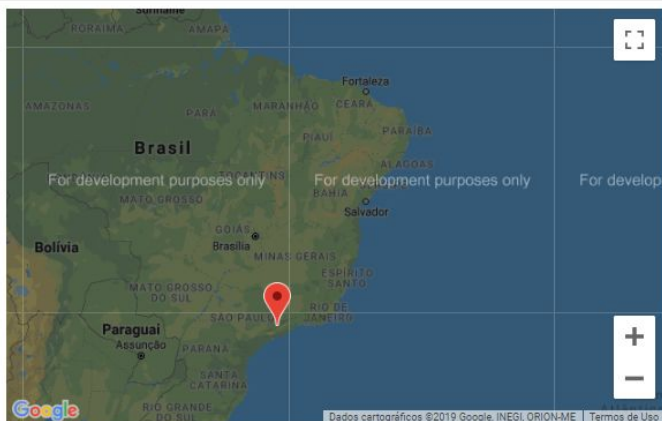 Suriname
RORAIMA
AMAPÁ
Fortaleza
AMAZONAS
PARÁ
MARANHÃO
CEARÁ
PARAÍBA
PIAUÍ
Brasil
ALAGOAS
For development purposes only
For development purposes only
For develop
TOCANTINS
BAHIA
MATO GROSSO
Salvador
GOIÁS
Brasília
Bolívia
MINAS GERAIS
ESPÍRITO
SANTO
MATO GROSSO
DO SUL
RIO DE
JANEIRO
SÃO PAULO
Paraguai
Assunção
PARANÁ
SANTA
CATARINA
RIO GRANDE
DO SUL
Google
Dados cartográficos ©2019 Google, INEGI, ORION-ME
Termos de Uso